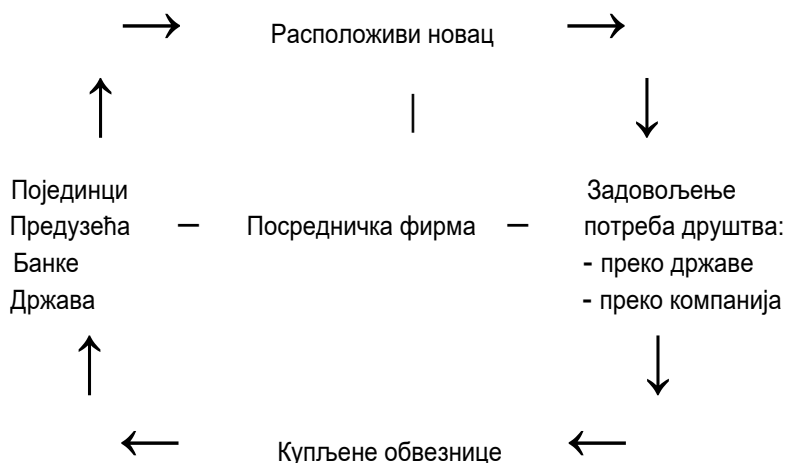 Расположиви новац
Појединци
Предузећа – Посредничка фирма –
Банке
Држава
Задовољење
потреба друштва:
- преко државе
- преко компанија
Купљене обвезнице